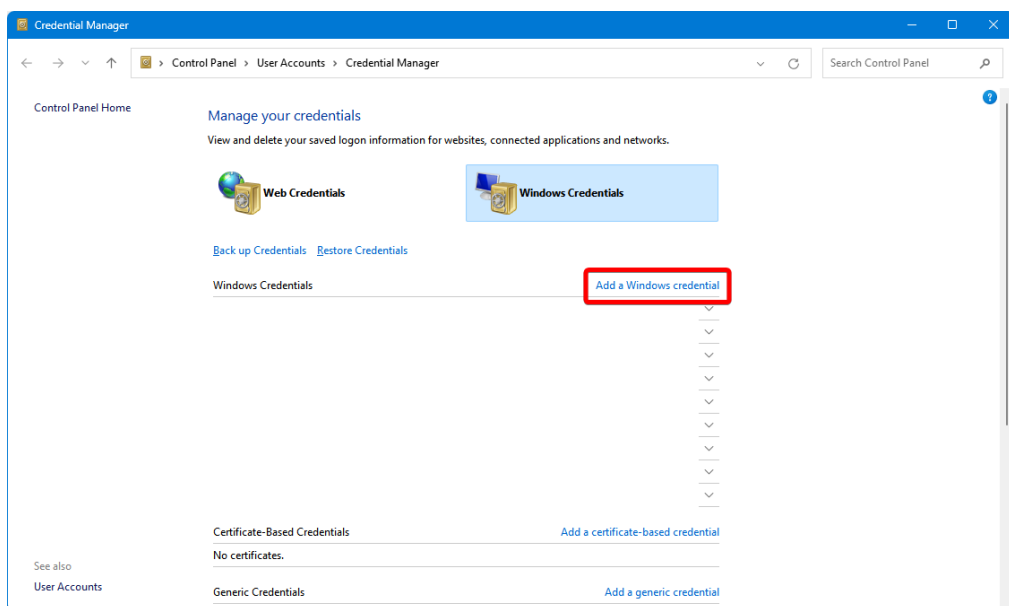 Credential Manager
Control Panel > User Accounts > Credential Manager
Search Control Panel
Control Panel Home
Manage your credentials
View and delete your saved logon information for websites, connected applications and networks.
Web Credentials
Windows Credentials
Back up Credentials Restore Credentials
Windows Credentials Add a Windows credential
Certificate-Based Credentials Add a certificate-based credential
No certificates.
See also
User Accounts
Generic Credentials Add a generic credential